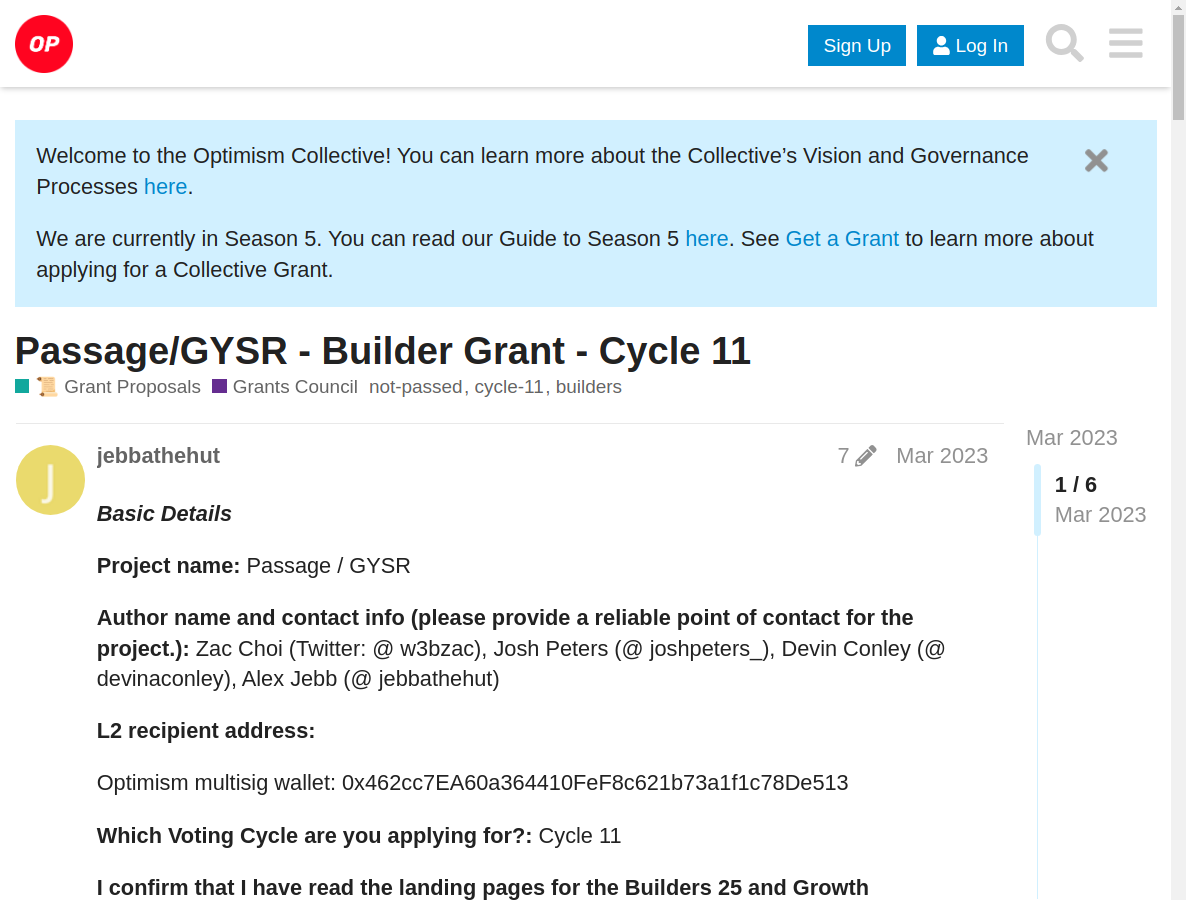 OP
Sign Up
Log In
Welcome to the Optimism Collective! You can learn more about the Collective’s Vision and Governance
Processes here.
We are currently in Season 5. You can read our Guide to Season 5 here. See Get a Grant to learn more about
applying for a Collective Grant.
Passage/GYSR - Builder Grant - Cycle 11
📜 Grant Proposals Grants Council not-passed, cycle-11, builders
J
jebbathehut 7 Mar 2023
Basic Details
Project name: Passage / GYSR
Author name and contact info (please provide a reliable point of contact for the
project.): Zac Choi (Twitter: @ w3bzac), Josh Peters (@ joshpeters_), Devin Conley (@
devinaconley), Alex Jebb (@ jebbathehut)
L2 recipient address:
Optimism multisig wallet: 0x462cc7EA60a364410FeF8c621b73a1f1c78De513
Which Voting Cycle are you applying for?: Cycle 11
I confirm that I have read the landing pages for the Builders 25 and Growth
Mar 2023
1 / 6
Mar 2023